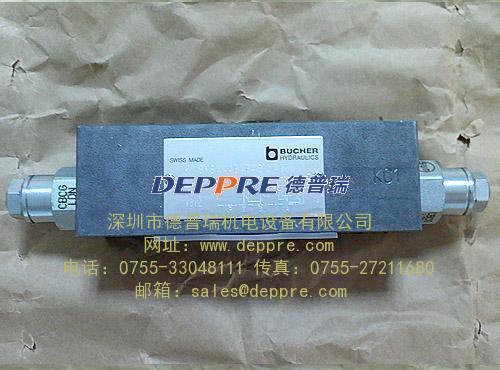 SWISS MADE
BUCHER
HYDRAULICS
KC1
CBCG
LJN
DEPPRE 德普瑞
深圳市德普瑞机电设备有限公司
网址：www.deppre.com
电话：0755-33048111 传真：0755-27211680
邮箱：sales@deppre.com